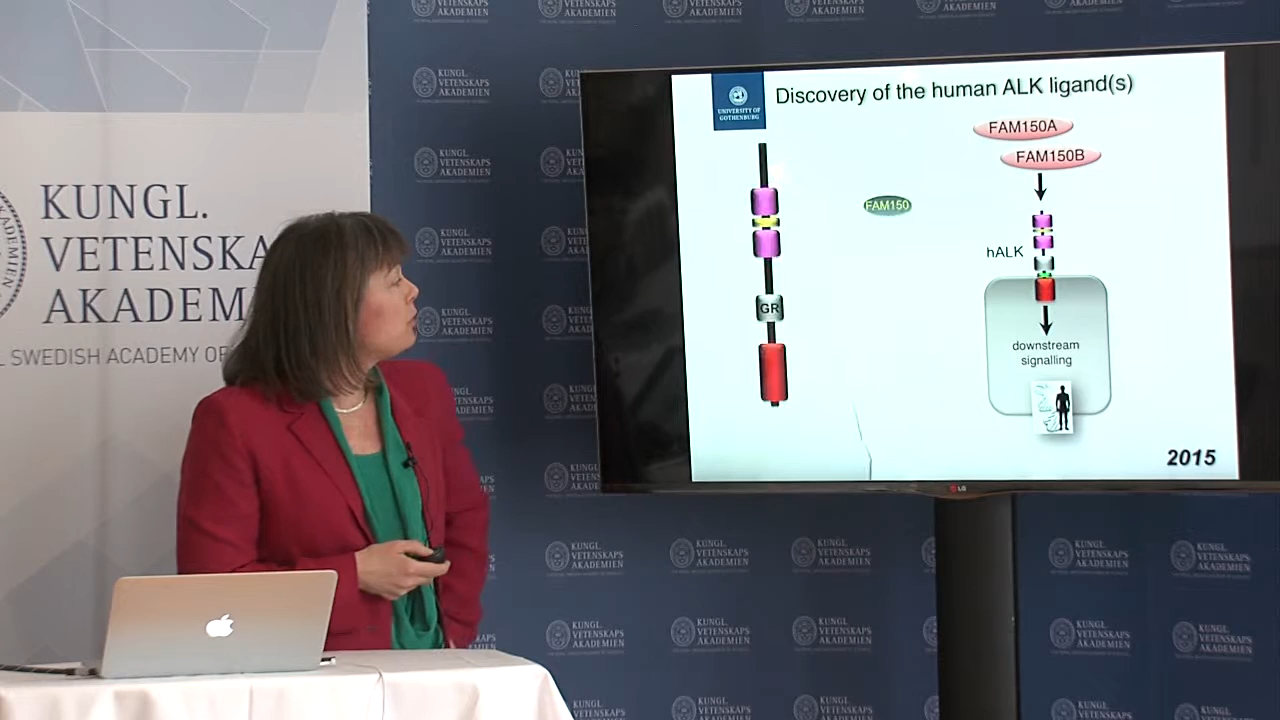 KUNGL.
VETENSKA
AKADEM
L SWEDISH ACADEMY OF
UNIVERSITY OF
GOTHENBURG
Discovery of the human ALK ligand(s)
FAM150A
FAM150B
FAM150
hALK
GR
downstream
signalling
2015
LG
KUNGL.
VETENSKAPS
AKADEMIEN